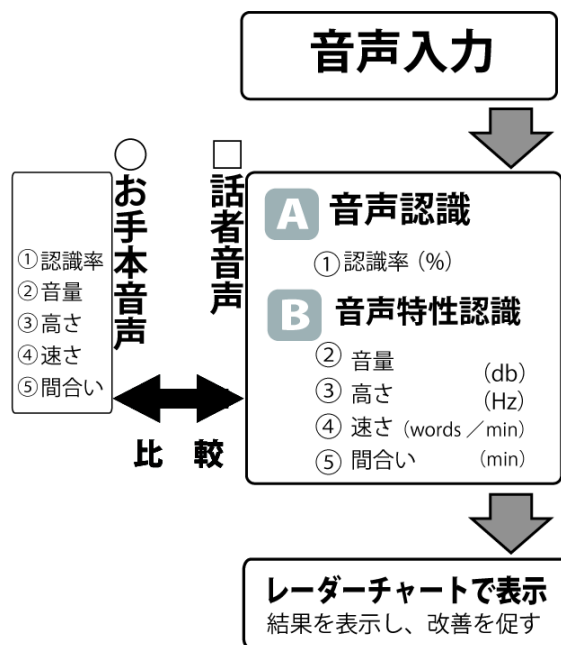 音声入力
○お手本音声
①認識率
②音量
③高さ
④速さ
⑤間合い
□話者音声
比 較
A 音声認識
①認識率(%)
B 音声特性認識
② 音量 (db)
③ 高さ (Hz)
④ 速さ (words/min)
⑤ 間合い (min)
レーダーチャートで表示
結果を表示し、改善を促す